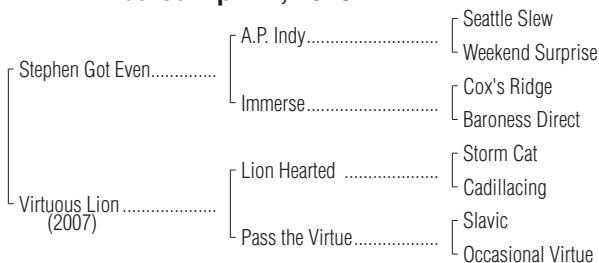 Seattle Slew
A.P. Indy
Weekend Surprise
Stephen Got Even
Cox's Ridge
Immerse
Baroness Direct
Storm Cat
Lion Hearted
Cadillacing
Virtuous Lion
(2007)
Slavic
Pass the Virtue
Occasional Virtue